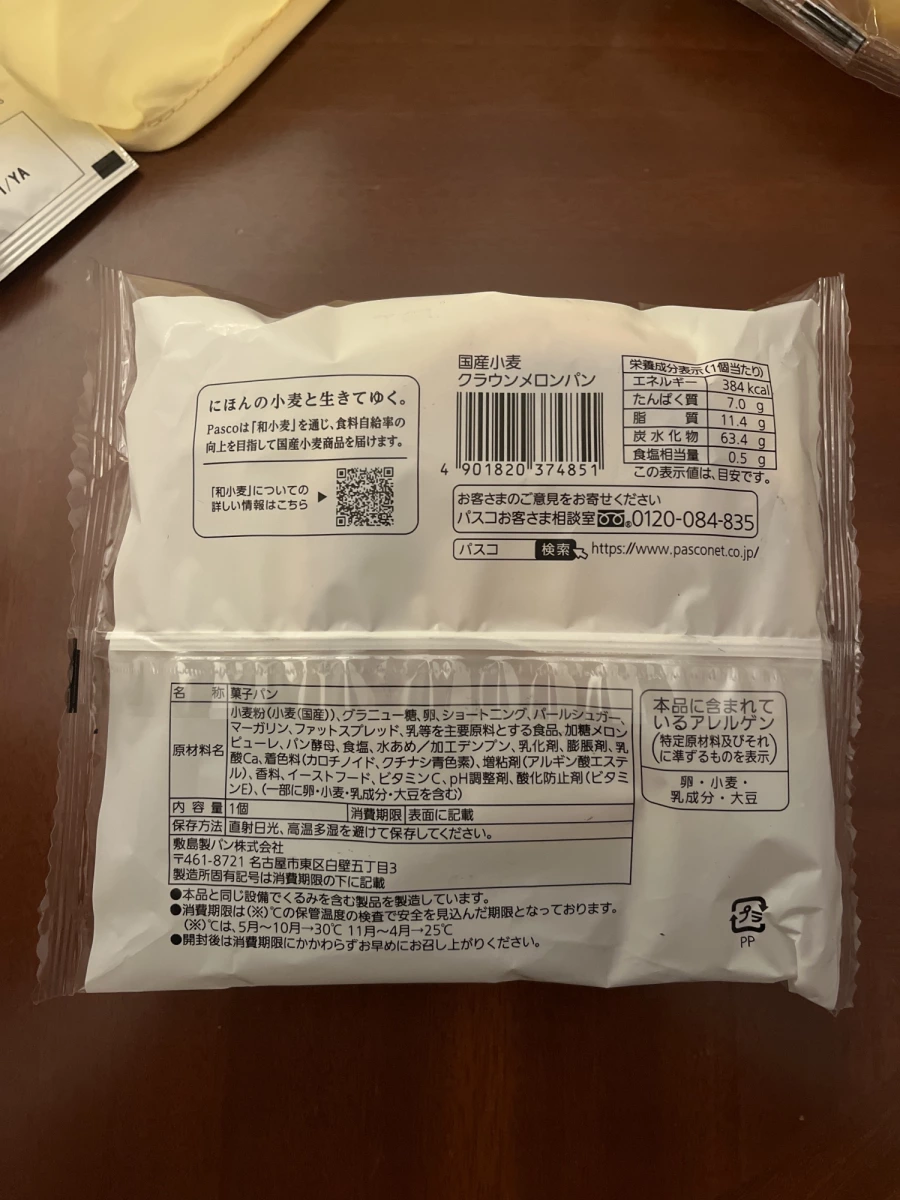 I/YA
にほんの小麦と生きてゆく。
Pascoは「和小麦」を通じ、食料自給率の
向上を目指して国産小麦商品を届けます。
「和小麦」についての
詳しい情報はこちら ▶
国産小麦
クラウンメロンパン
4 901820 374851
栄養成分表示(1個当たり)
エネルギー 384 kcal
たんぱく質 7.0 g
脂質 11.4 g
炭水化物 63.4 g
食塩相当量 0.5 g
この表示値は、目安です。
お客さまのご意見をお寄せください
パスコお客さま相談室 0120-084-835
パスコ 検索 https://www.pasconet.co.jp/
名称 菓子パン
原材料名 小麦粉(小麦(国産))、グラニュー糖、卵、ショートニング、パールシュガー、
マーガリン、ファットスプレッド、乳等を主要原料とする食品、加糖メロン
ピューレ、パン酵母、食塩、水あめ/加工デンプン、乳化剤、膨脹剤、乳
酸Ca、着色料(カロチノイド、クチナシ青色素)、増粘剤(アルギン酸エステ
ル)、香料、イーストフード、ビタミンC、pH調整剤、酸化防止剤(ビタミ
ンE)、(一部に卵・小麦・乳成分・大豆を含む)
内容量 1個 消費期限 表面に記載
保存方法 直射日光、高温多湿を避けて保存してください。
敷島製パン株式会社
〒461-8721 名古屋市東区白壁五丁目3
製造所固有記号は消費期限の下に記載
●本品と同じ設備でくるみを含む製品を製造しています。
●消費期限は(※)℃の保管温度の検査で安全を見込んだ期限となっております。
(※)℃は、5月～10月→30℃ 11月～4月→25℃
●開封後は消費期限にかかわらずお早めにお召し上がりください。
本品に含まれて
いるアレルゲン
(特定原材料及びそれ
に準ずるものを表示)
卵・小麦・
乳成分・大豆
プラ
PP